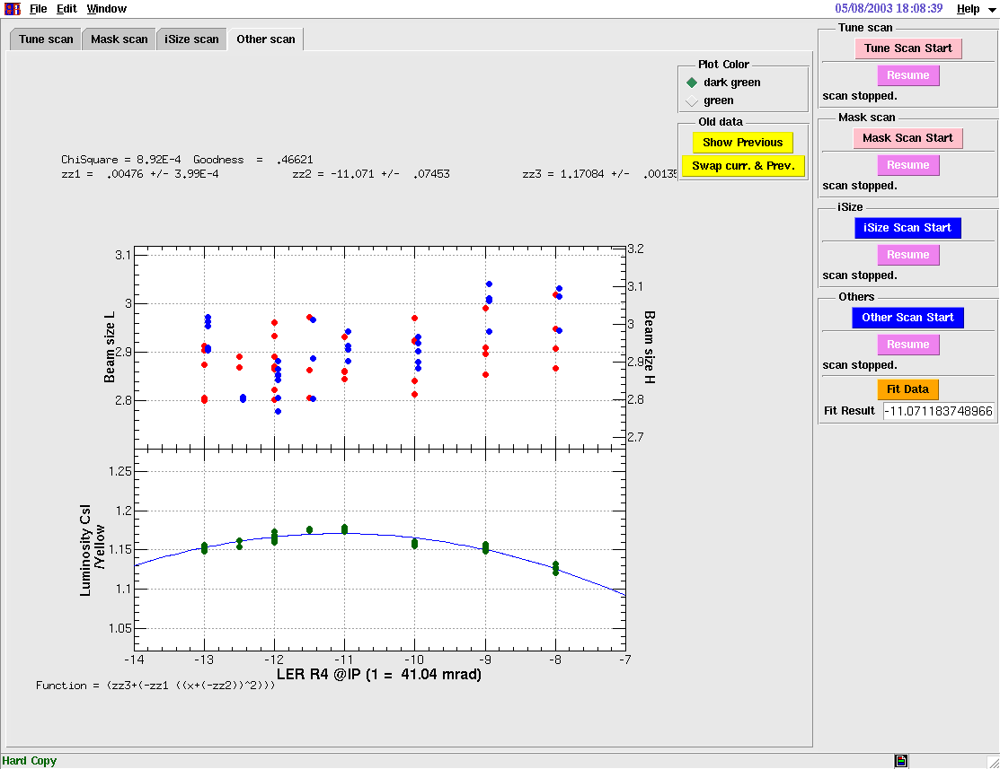 File Edit Window 05/08/2003 18:08:39 Help
Tune scan Mask scan iSize scan Other scan
Plot Color
dark green
green
Old data
Show Previous
Swap curr. & Prev.
ChiSquare = 8.92E-4 Goodness = .46621
zz1 = .00476 +/- 3.99E-4 zz2 = -11.071 +/- .07453 zz3 = 1.17084 +/- .00135
Beam size L
3.1
3
2.9
2.8
Beam size H
3.2
3.1
3
2.9
2.8
2.7
Luminosity CsI
/Yellow
1.25
1.2
1.15
1.1
1.05
-14 -13 -12 -11 -10 -9 -8 -7
LER R4 @IP (1 = 41.04 mrad)
Function = (zz3+(-zz1 ((x+(-zz2))^2)))
Tune scan
Tune Scan Start
Resume
scan stopped.
Mask scan
Mask Scan Start
Resume
scan stopped.
iSize
iSize Scan Start
Resume
scan stopped.
Others
Other Scan Start
Resume
scan stopped.
Fit Data
Fit Result -11.071183748966
Hard Copy